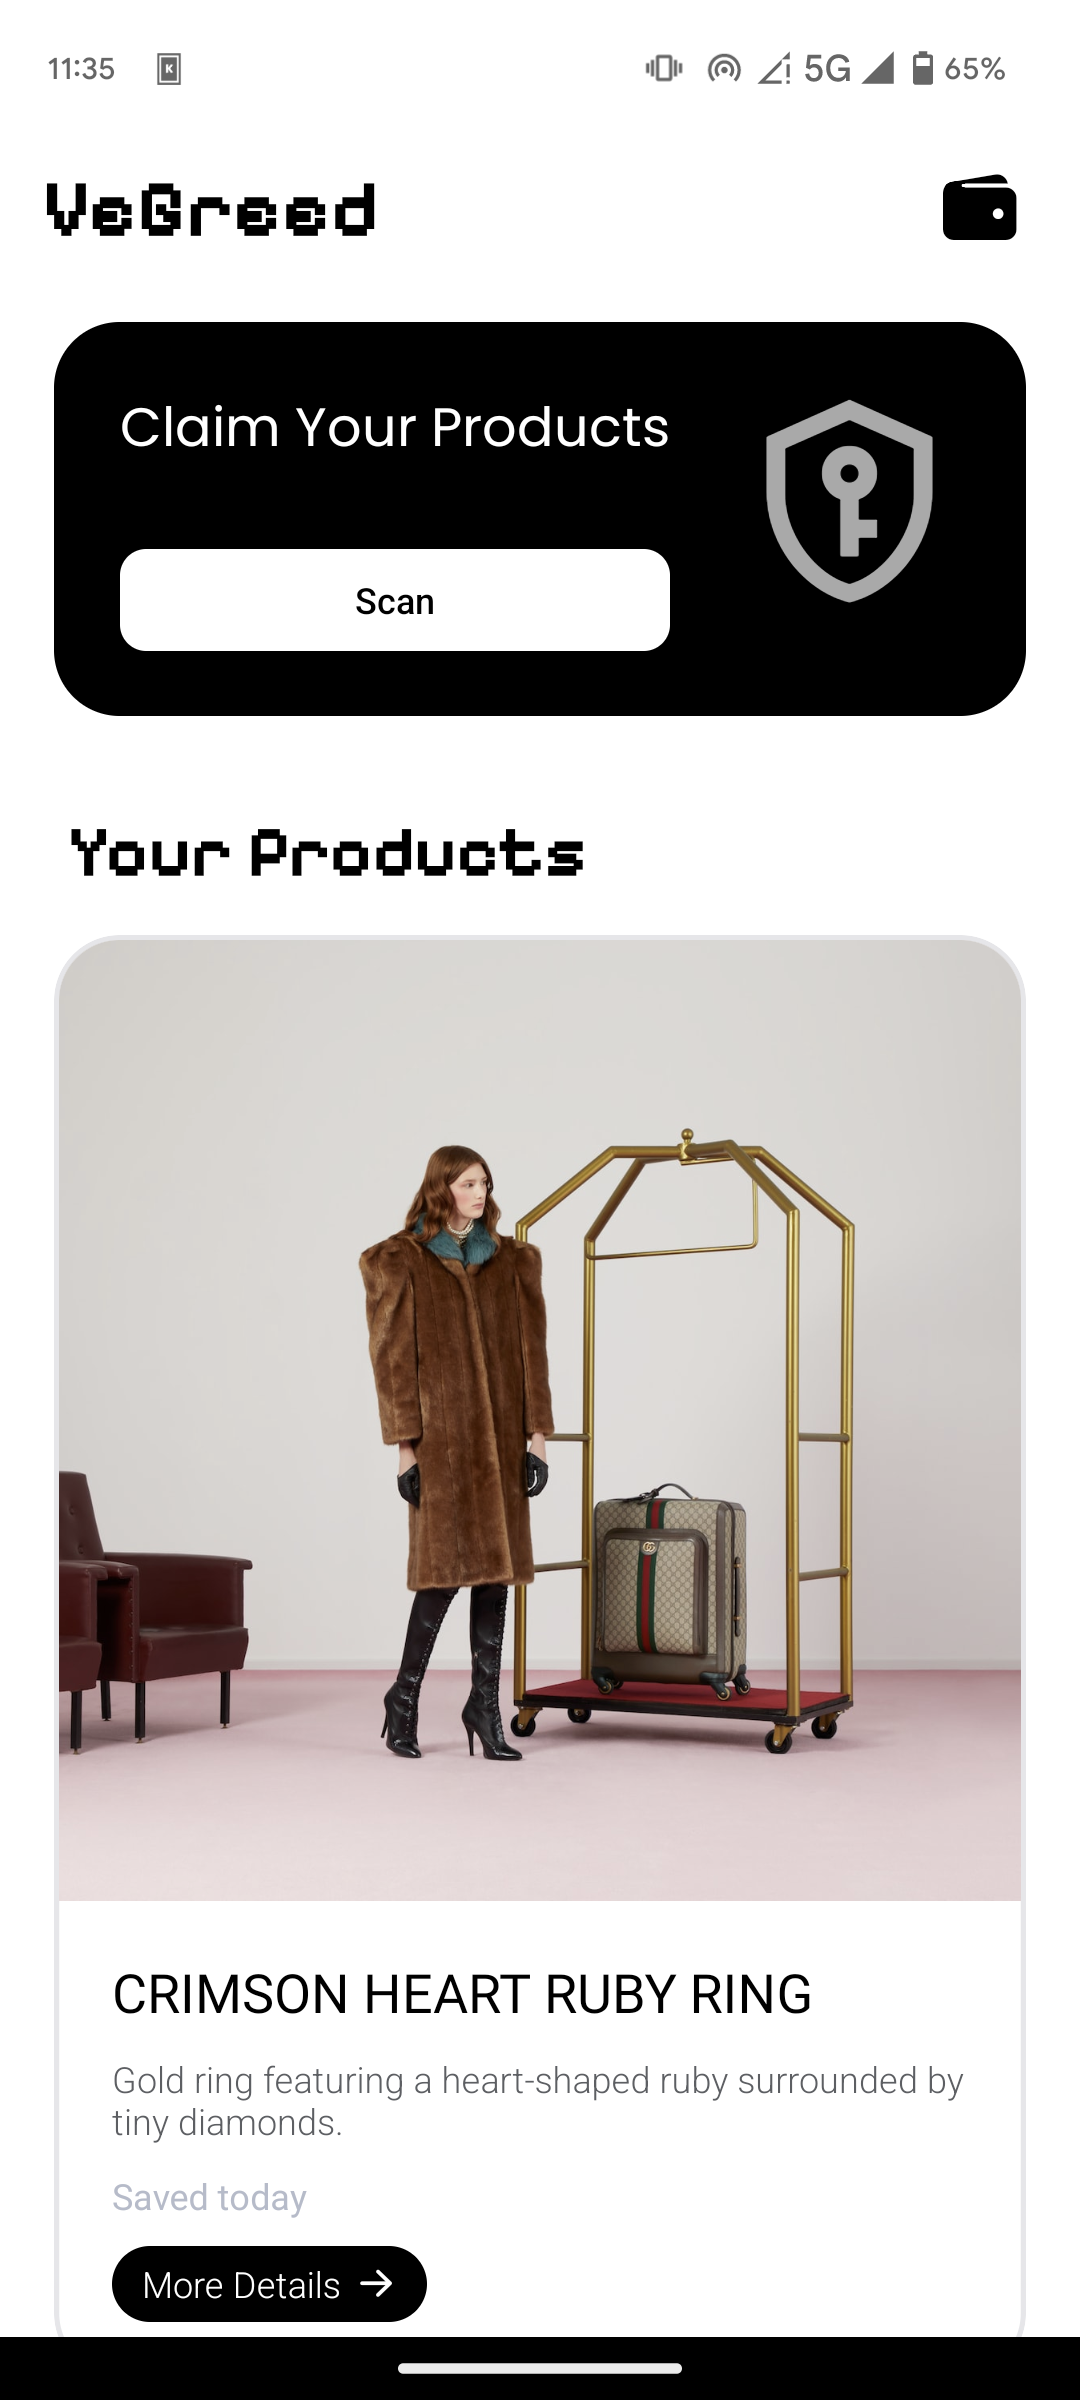 11:35
K
5G
65%
VeGreed
Claim Your Products
Scan
Your Products
CRIMSON HEART RUBY RING
Gold ring featuring a heart-shaped ruby surrounded by
tiny diamonds.
Saved today
More Details